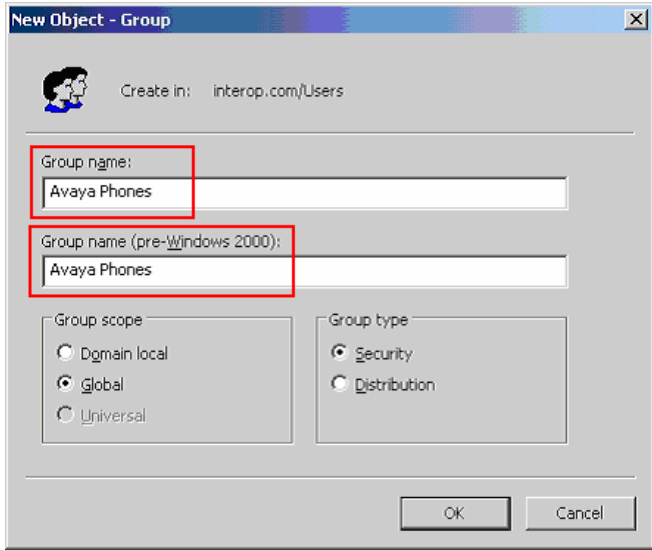 New Object - Group
Create in: interop.com/Users
Group name:
Avaya Phones
Group name (pre-Windows 2000):
Avaya Phones
Group scope
Domain local
Global
Universal
Group type
Security
Distribution
OK
Cancel